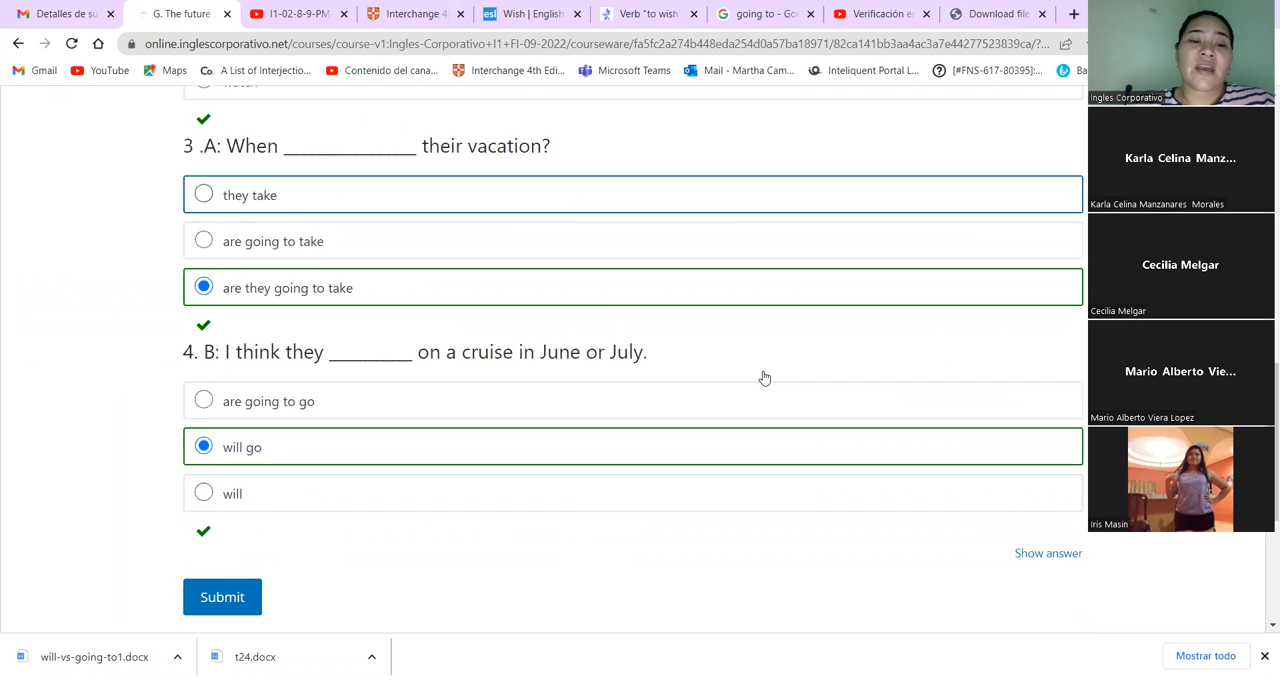 Detalles de su
G. The future
I1-02-8-9-PM-
Interchange 4
esl
Wish | English
Verb "to wish"
going to - Go
Verificación e
Download file
online.inglescorporativo.net/courses/course-v1:Ingles-Corporativo+I1+FI-09-2022/courseware/fa5fc2a274b448eda254d0a57ba18971/82ca141bb3aa4c3a7e44277523839ca/?...
Gmail
YouTube
Maps
Co.
A List of Interjectio...
Contenido del cana...
Interchange 4th Edi...
Microsoft Teams
Mail - Martha Cam...
Inteliquent Portal L...
[#FNS-617-80395]:...
Ba
Ingles Corporativo
3 .A: When _______________ their vacation?
they take
are going to take
are they going to take
4. B: I think they _________ on a cruise in June or July.
are going to go
will go
will
Show answer
Submit
Karla Celina Manz...
Karla Celina Manzanares Morales
Cecilia Melgar
Cecilia Melgar
Mario Alberto Vie...
Mario Alberto Viera Lopez
Iris Masin
will-vs-going-to1.docx
t24.docx
Mostrar todo